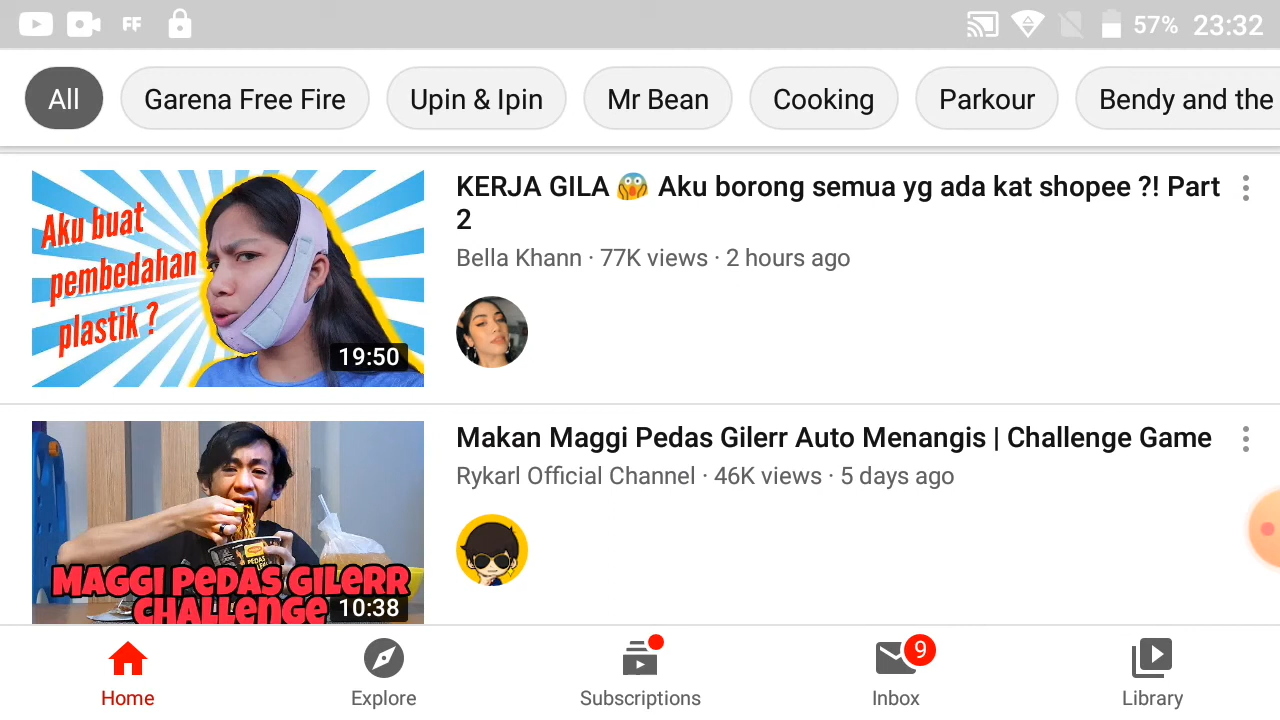 FF
57% 23:32
All Garena Free Fire Upin & Ipin Mr Bean Cooking Parkour Bendy and the
Aku buat
pembedahan
plastik ?
19:50
KERJA GILA 😱 Aku borong semua yg ada kat shopee ?! Part
2
Bella Khann · 77K views · 2 hours ago
MAGGI PEDAS GILERR
CHALLENGE
10:38
MAGGI
PEDAS
Makan Maggi Pedas Gilerr Auto Menangis | Challenge Game
Rykarl Official Channel · 46K views · 5 days ago
9
Home Explore Subscriptions Inbox Library